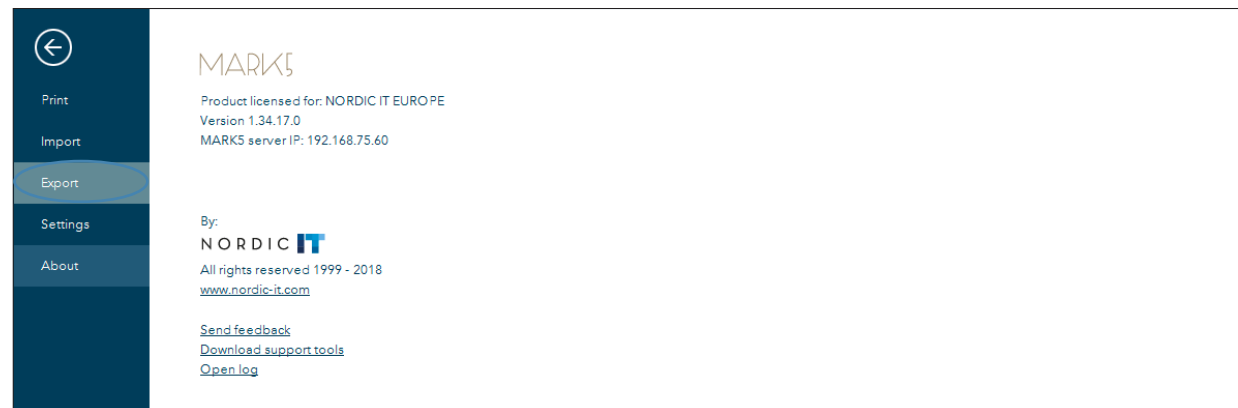 Print
Import
Export
Settings
About
MARK5
Product licensed for: NORDIC IT EUROPE
Version 1.34.17.0
MARK5 server IP: 192.168.75.60
By:
NORDIC IT
All rights reserved 1999 - 2018
www.nordic-it.com
Send feedback
Download support tools
Open log